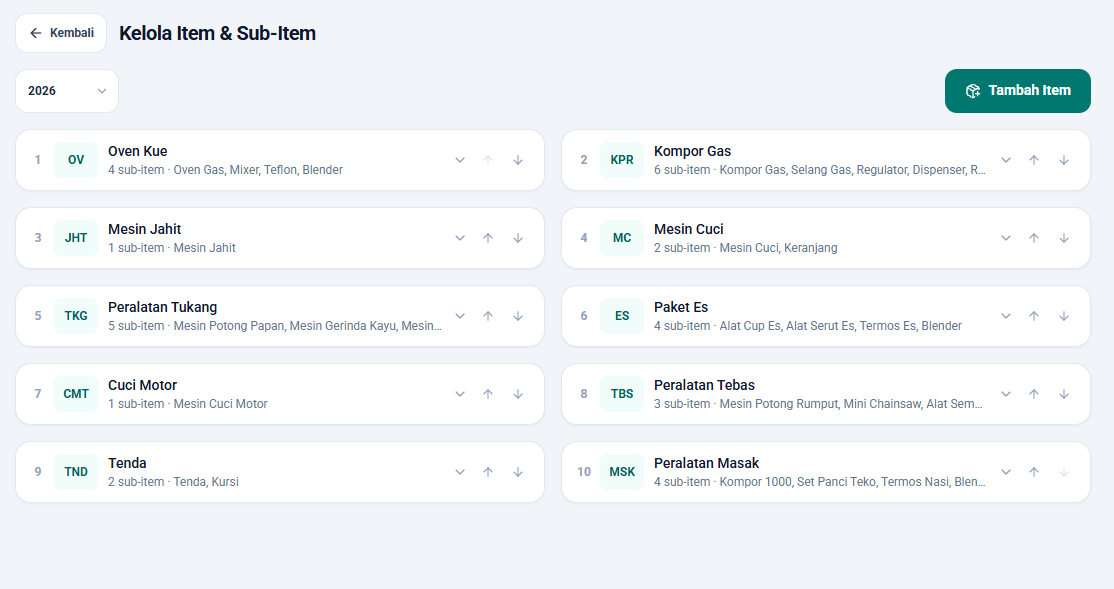 Kembali
Kelola Item & Sub-Item
2026
Tambah Item
1
OV
Oven Kue
4 sub-item · Oven Gas, Mixer, Teflon, Blender
2
KPR
Kompor Gas
6 sub-item · Kompor Gas, Selang Gas, Regulator, Dispenser, R...
3
JHT
Mesin Jahit
1 sub-item · Mesin Jahit
4
MC
Mesin Cuci
2 sub-item · Mesin Cuci, Keranjang
5
TKG
Peralatan Tukang
5 sub-item · Mesin Potong Papan, Mesin Gerinda Kayu, Mesin...
6
ES
Paket Es
4 sub-item · Alat Cup Es, Alat Serut Es, Termos Es, Blender
7
CMT
Cuci Motor
1 sub-item · Mesin Cuci Motor
8
TBS
Peralatan Tebas
3 sub-item · Mesin Potong Rumput, Mini Chainsaw, Alat Sem...
9
TND
Tenda
2 sub-item · Tenda, Kursi
10
MSK
Peralatan Masak
4 sub-item · Kompor 1000, Set Panci Teko, Termos Nasi, Blen...